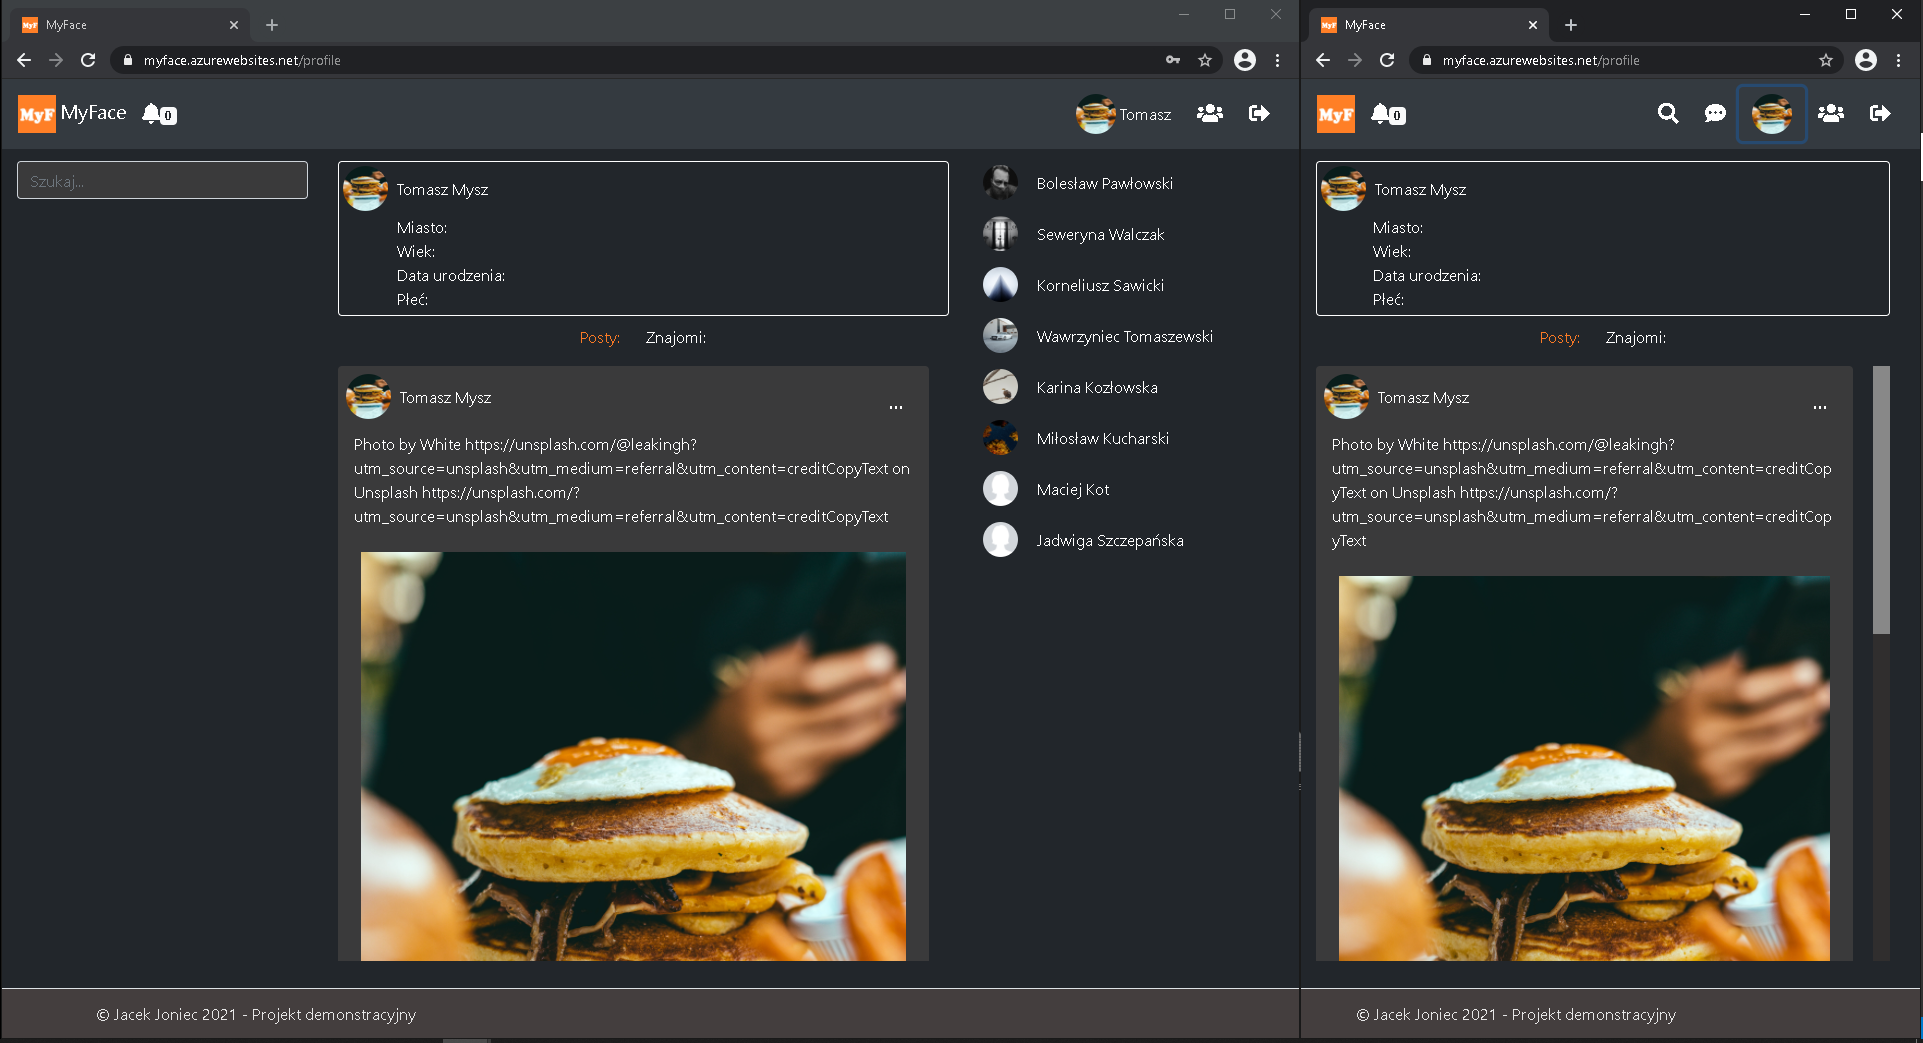 MyFace
myface.azurewebsites.net/profile
MyF MyFace 0
Tomasz
Szukaj...
Tomasz Mysz
Miasto:
Wiek:
Data urodzenia:
Płeć:
Posty: Znajomi:
Tomasz Mysz
...
Photo by White https://unsplash.com/@leakingh?
utm_source=unsplash&utm_medium=referral&utm_content=creditCopyText on
Unsplash https://unsplash.com/?
utm_source=unsplash&utm_medium=referral&utm_content=creditCopyText
Bolesław Pawłowski
Seweryna Walczak
Korneliusz Sawicki
Wawrzyniec Tomaszewski
Karina Kozłowska
Miłosław Kucharski
Maciej Kot
Jadwiga Szczepańska
© Jacek Joniec 2021 - Projekt demonstracyjny
MyFace
myface.azurewebsites.net/profile
MyF 0
Tomasz Mysz
Miasto:
Wiek:
Data urodzenia:
Płeć:
Posty: Znajomi:
Tomasz Mysz
...
Photo by White https://unsplash.com/@leakingh?
utm_source=unsplash&utm_medium=referral&utm_content=creditCop
yText on Unsplash https://unsplash.com/?
utm_source=unsplash&utm_medium=referral&utm_content=creditCop
yText
© Jacek Joniec 2021 - Projekt demonstracyjny